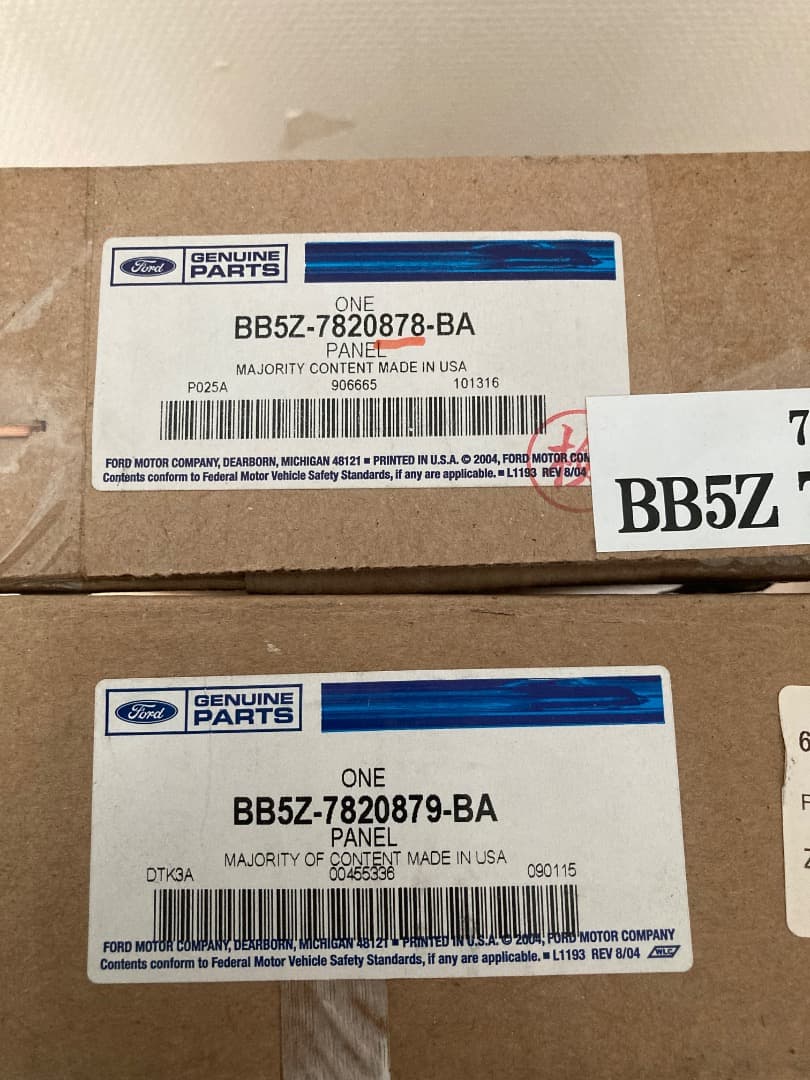 Ford GENUINE PARTS
ONE
BB5Z-7820878-BA
PANEL
MAJORITY CONTENT MADE IN USA
P025A 906665 101316
FORD MOTOR COMPANY, DEARBORN, MICHIGAN 48121 ■ PRINTED IN U.S.A. © 2004, FORD MOTOR COM
Contents conform to Federal Motor Vehicle Safety Standards, if any are applicable. ■ L1193 REV 8/04
7
BB5Z
Ford GENUINE PARTS
ONE
BB5Z-7820879-BA
PANEL
MAJORITY OF CONTENT MADE IN USA
DTK3A 00455336 090115
FORD MOTOR COMPANY, DEARBORN, MICHIGAN 48121 ■ PRINTED IN U.S.A. © 2004, FORD MOTOR COMPANY
Contents conform to Federal Motor Vehicle Safety Standards, if any are applicable. ■ L1193 REV 8/04 WLC
6